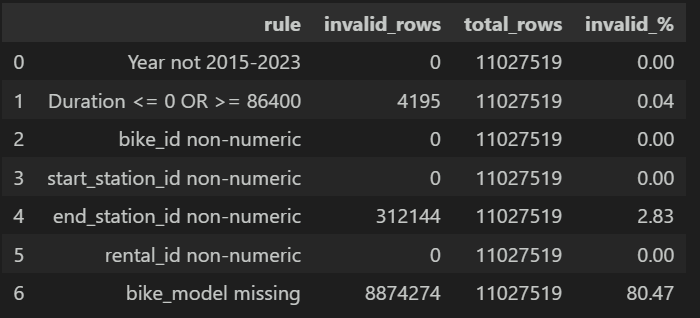 rule invalid_rows total_rows invalid_%
0 Year not 2015-2023 0 11027519 0.00
1 Duration <= 0 OR >= 86400 4195 11027519 0.04
2 bike_id non-numeric 0 11027519 0.00
3 start_station_id non-numeric 0 11027519 0.00
4 end_station_id non-numeric 312144 11027519 2.83
5 rental_id non-numeric 0 11027519 0.00
6 bike_model missing 8874274 11027519 80.47